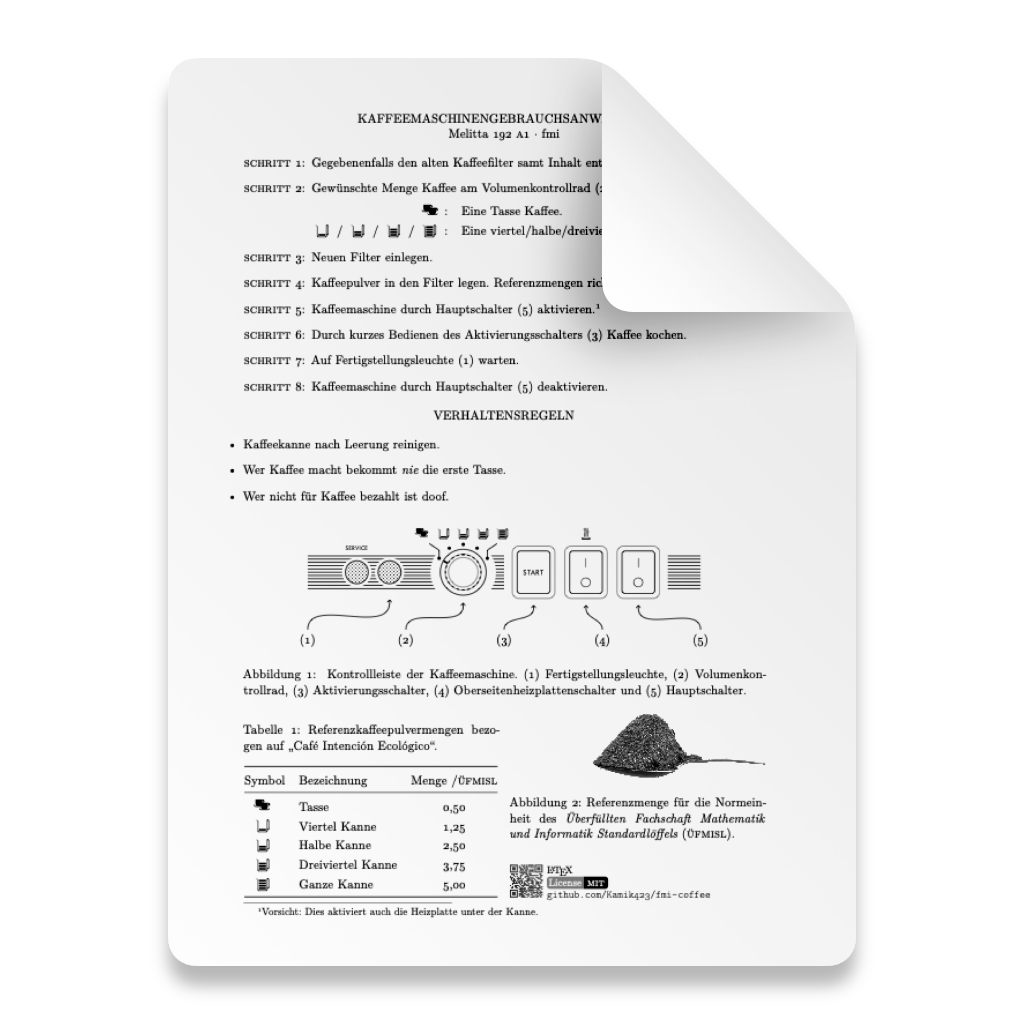 KAFFEEMASCHINENGEBRAUCHSANW
Melitta 192 A1 · fmi
SCHRITT 1: Gegebenenfalls den alten Kaffeefilter samt Inhalt ent
SCHRITT 2: Gewünschte Menge Kaffee am Volumenkontrollrad (2
: Eine Tasse Kaffee.
/ / / : Eine viertel/halbe/dreivie
SCHRITT 3: Neuen Filter einlegen.
SCHRITT 4: Kaffeepulver in den Filter legen. Referenzmengen
SCHRITT 5: Kaffeemaschine durch Hauptschalter (5) aktivieren.¹
SCHRITT 6: Durch kurzes Bedienen des Aktivierungsschalters (3) Kaffee kochen.
SCHRITT 7: Auf Fertigstellungsleuchte (1) warten.
SCHRITT 8: Kaffeemaschine durch Hauptschalter (5) deaktivieren.
VERHALTENSREGELN
• Kaffeekanne nach Leerung reinigen.
• Wer Kaffee macht bekommt nie die erste Tasse.
• Wer nicht für Kaffee bezahlt ist doof.
SERVICE
START
(1) (2) (3) (4) (5)
Abbildung 1: Kontrollleiste der Kaffeemaschine. (1) Fertigstellungsleuchte, (2) Volumenkon-
trollrad, (3) Aktivierungsschalter, (4) Oberseitenheizplattenschalter und (5) Hauptschalter.
Tabelle 1: Referenzkaffeepulvermengen bezo-
gen auf „Café Intención Ecológico“.
Symbol Bezeichnung Menge /ÜFMISL
Tasse 0,50
Viertel Kanne 1,25
Halbe Kanne 2,50
Dreiviertel Kanne 3,75
Ganze Kanne 5,00
Abbildung 2: Referenzmenge für die Normein-
heit des Überfüllten Fachschaft Mathematik
und Informatik Standardlöffels (ÜFMISL).
LATEX
License MIT
github.com/Kamik423/fmi-coffee
¹Vorsicht: Dies aktiviert auch die Heizplatte unter der Kanne.